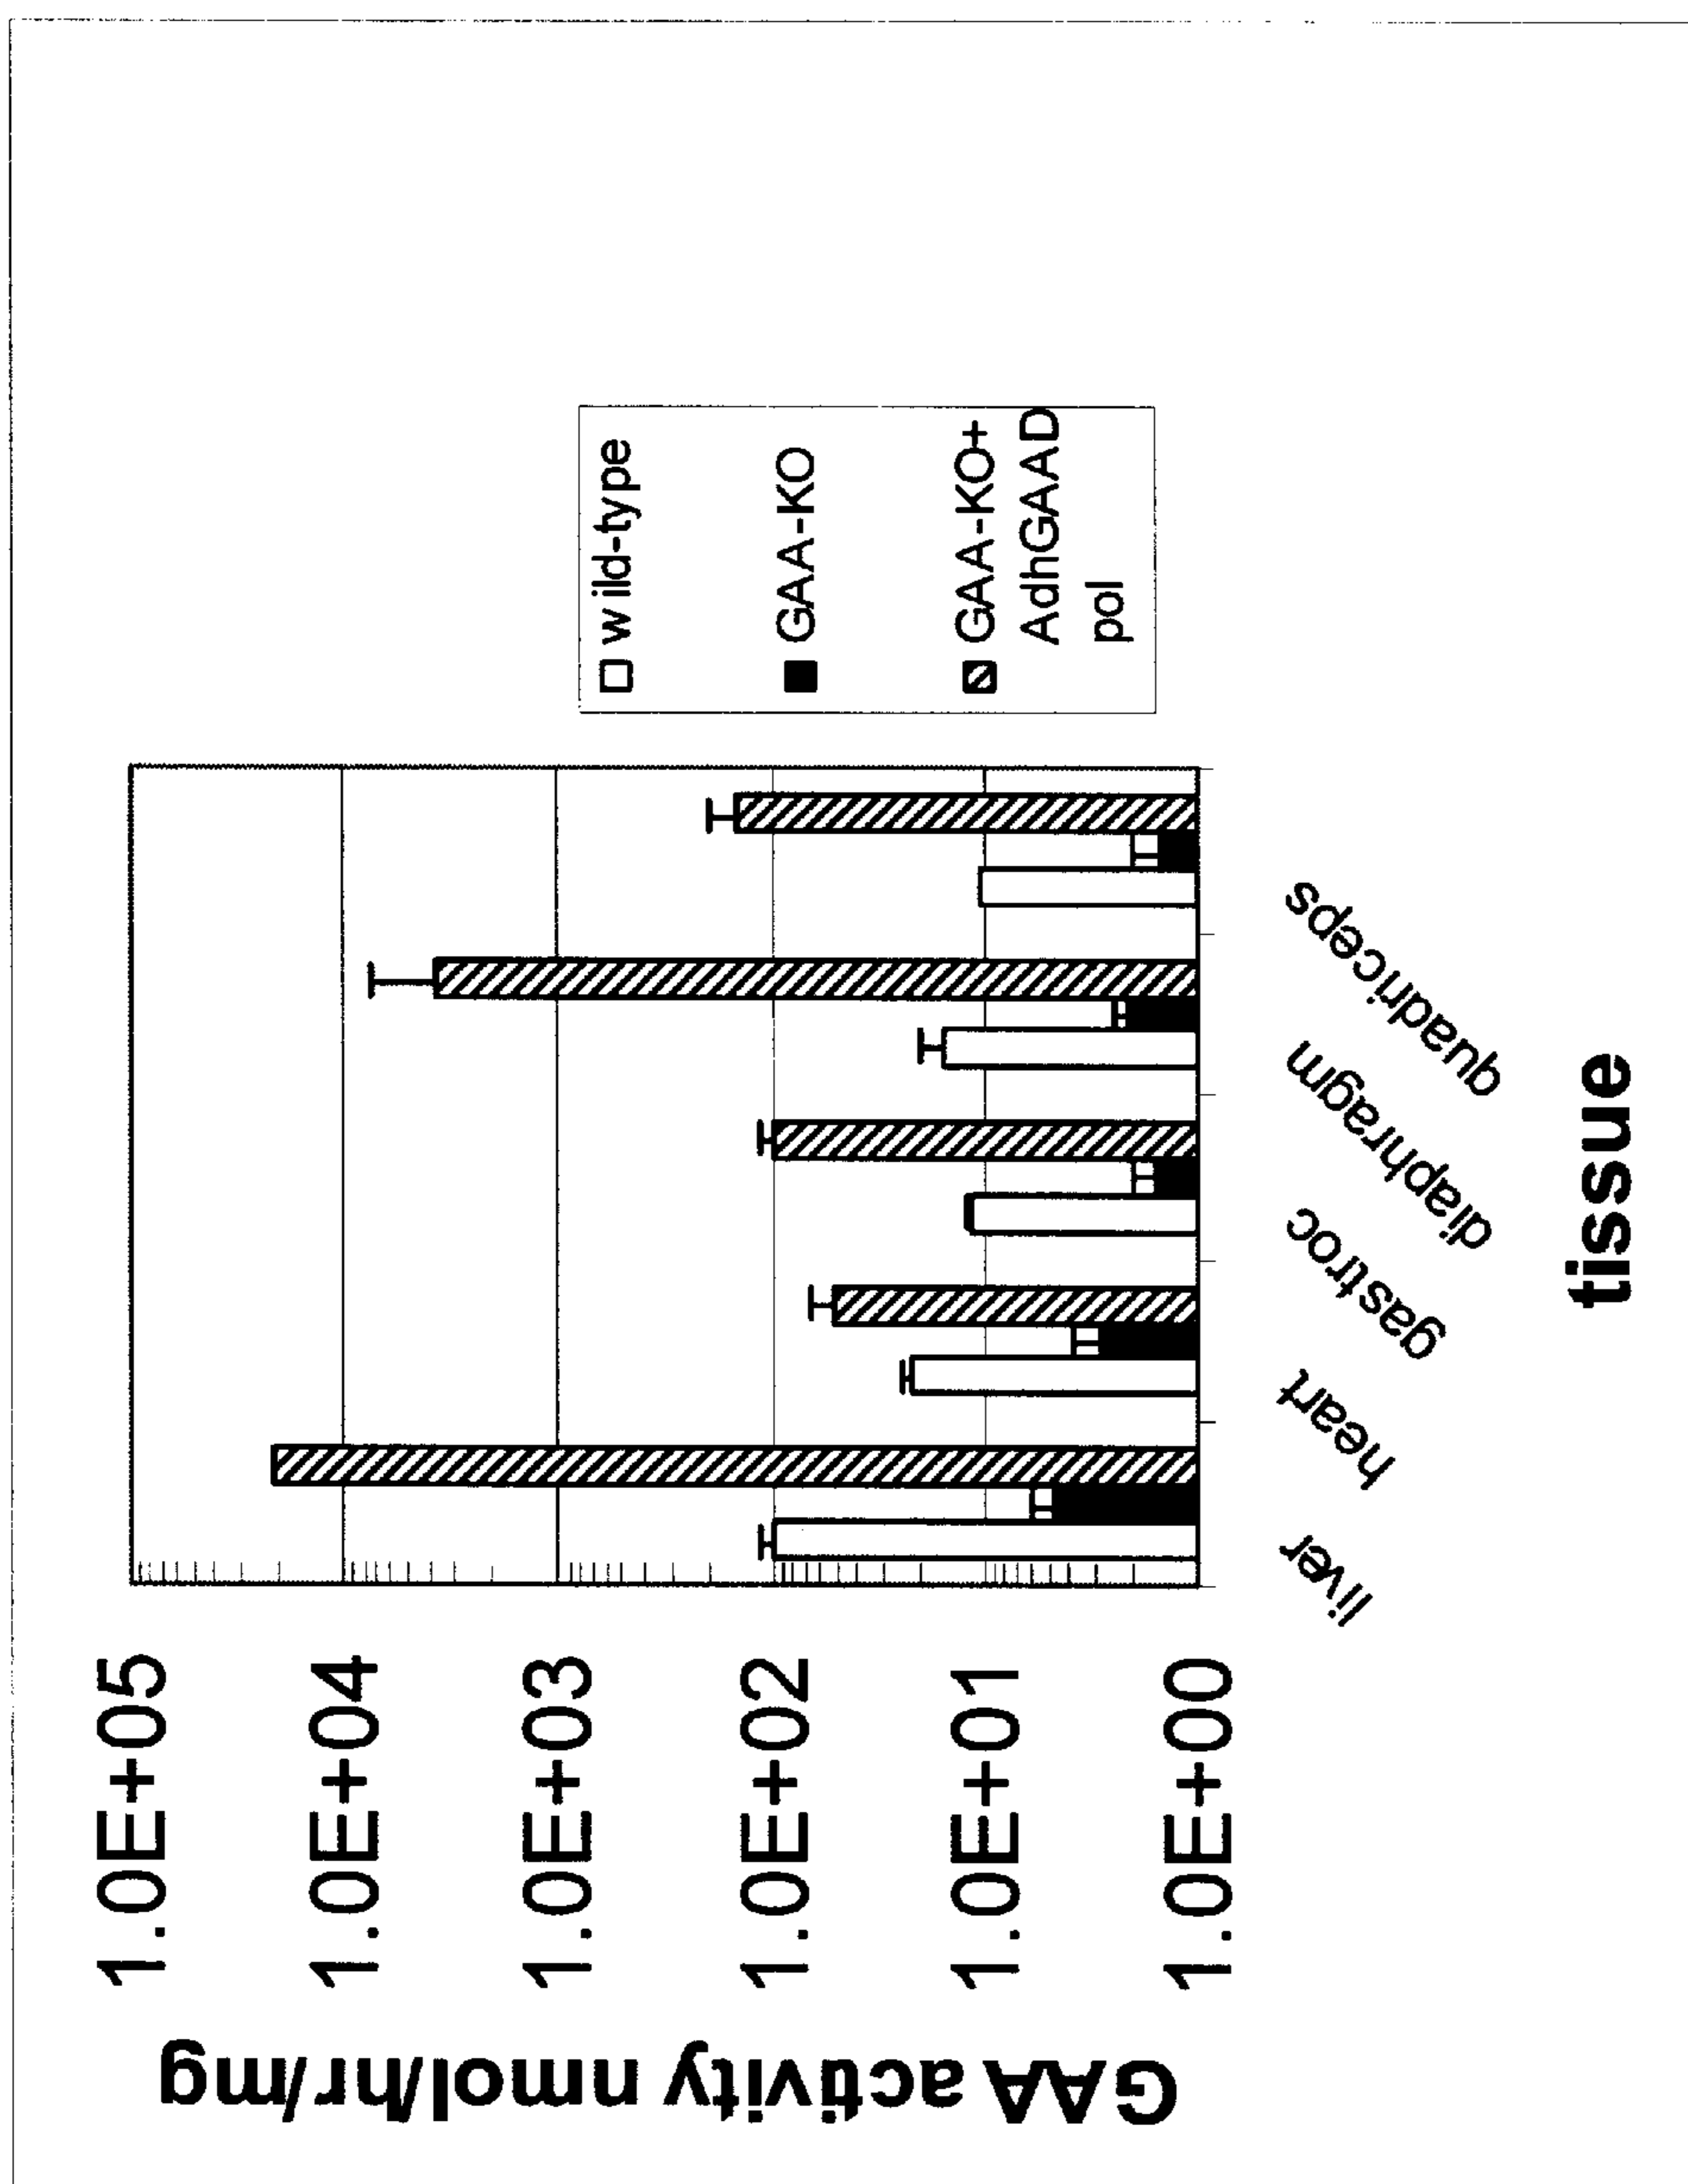 GAA activity nmol/hr/mg
1.0E+05
1.0E+04
1.0E+03
1.0E+02
1.0E+01
1.0E+00
liver
heart
gastroc
diaphragm
quadriceps
tissue
wild-type
GAA-KO
GAA-KO+
AdhGAAD
pol